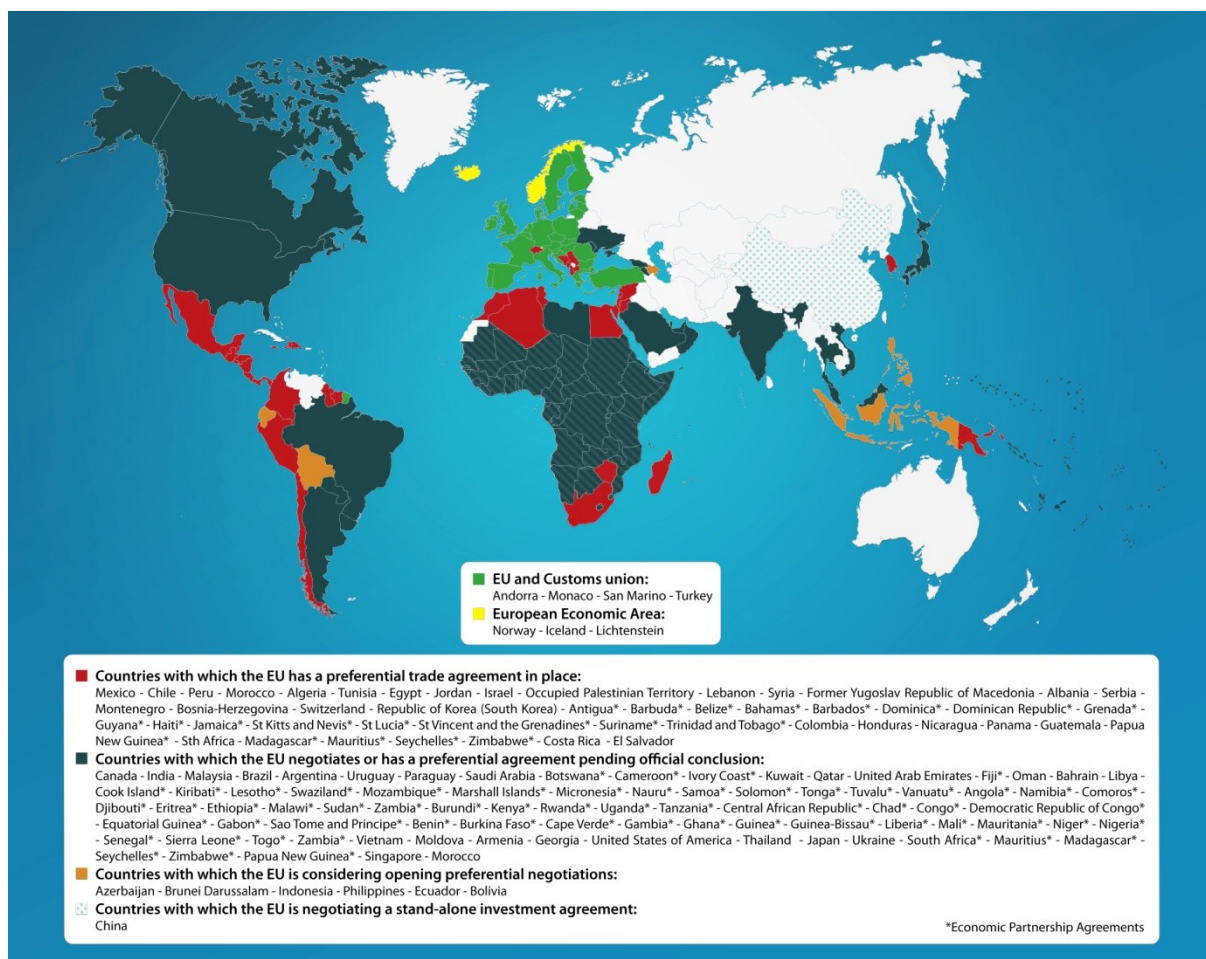 EU and Customs union:
Andorra - Monaco - San Marino - Turkey
European Economic Area:
Norway - Iceland - Lichtenstein
Countries with which the EU has a preferential trade agreement in place:
Mexico - Chile - Peru - Morocco - Algeria - Tunisia - Egypt - Jordan - Israel - Occupied Palestinian Territory - Lebanon - Syria - Former Yugoslav Republic of Macedonia - Albania - Serbia -
Montenegro - Bosnia-Herzegovina - Switzerland - Republic of Korea (South Korea) - Antigua* - Barbuda* - Belize* - Bahamas* - Barbados* - Dominica* - Dominican Republic* - Grenada* -
Guyana* - Haiti* - Jamaica* - St Kitts and Nevis* - St Lucia* - St Vincent and the Grenadines* - Suriname* - Trinidad and Tobago* - Colombia - Honduras - Nicaragua - Panama - Guatemala - Papua
New Guinea* - Sth Africa - Madagascar* - Mauritius* - Seychelles* - Zimbabwe* - Costa Rica - El Salvador
Countries with which the EU negotiates or has a preferential agreement pending official conclusion:
Canada - India - Malaysia - Brazil - Argentina - Uruguay - Paraguay - Saudi Arabia - Botswana* - Cameroon* - Ivory Coast* - Kuwait - Qatar - United Arab Emirates - Fiji* - Oman - Bahrain - Libya -
Cook Island* - Kiribati* - Lesotho* - Swaziland* - Mozambique* - Marshall Islands* - Micronesia* - Nauru* - Samoa* - Solomon* - Tonga* - Tuvalu* - Vanuatu* - Angola* - Namibia* - Comoros* -
Djibouti* - Eritrea* - Ethiopia* - Malawi* - Sudan* - Zambia* - Burundi* - Kenya* - Rwanda* - Uganda* - Tanzania* - Central African Republic* - Chad* - Congo* - Democratic Republic of Congo*
- Equatorial Guinea* - Gabon* - Sao Tome and Principe* - Benin* - Burkina Faso* - Cape Verde* - Gambia* - Ghana* - Guinea* - Guinea-Bissau* - Liberia* - Mali* - Mauritania* - Niger* - Nigeria*
- Senegal* - Sierra Leone* - Togo* - Zambia* - Vietnam - Moldova - Armenia - Georgia - United States of America - Thailand - Japan - Ukraine - South Africa* - Mauritius* - Madagascar* -
Seychelles* - Zimbabwe* - Papua New Guinea* - Singapore - Morocco
Countries with which the EU is considering opening preferential negotiations:
Azerbaijan - Brunei Darussalam - Indonesia - Philippines - Ecuador - Bolivia
Countries with which the EU is negotiating a stand-alone investment agreement:
China
*Economic Partnership Agreements